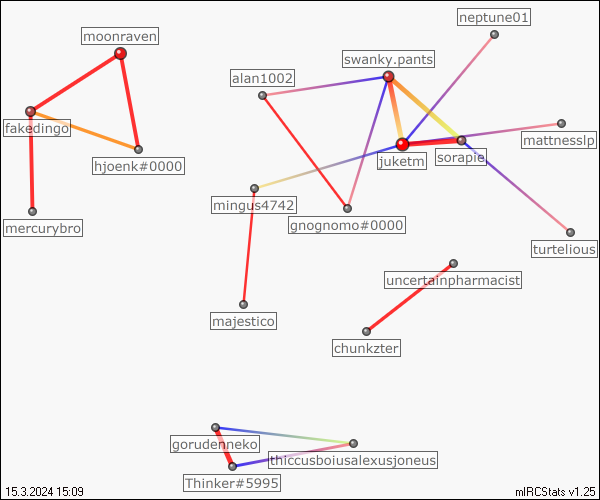 neptune01
moonraven
swanky.pants
alan1002
fakedingo
mattnesslp
sorapie
juketm
hjoenk#0000
mingus4742
gnognomo#0000
mercurybro
turtelious
uncertainpharmacist
majestico
chunkzter
gorudenneko
thiccusboiusalexusjoneus
Thinker#5995
15.3.2024 15:09
mIRCStats v1.25